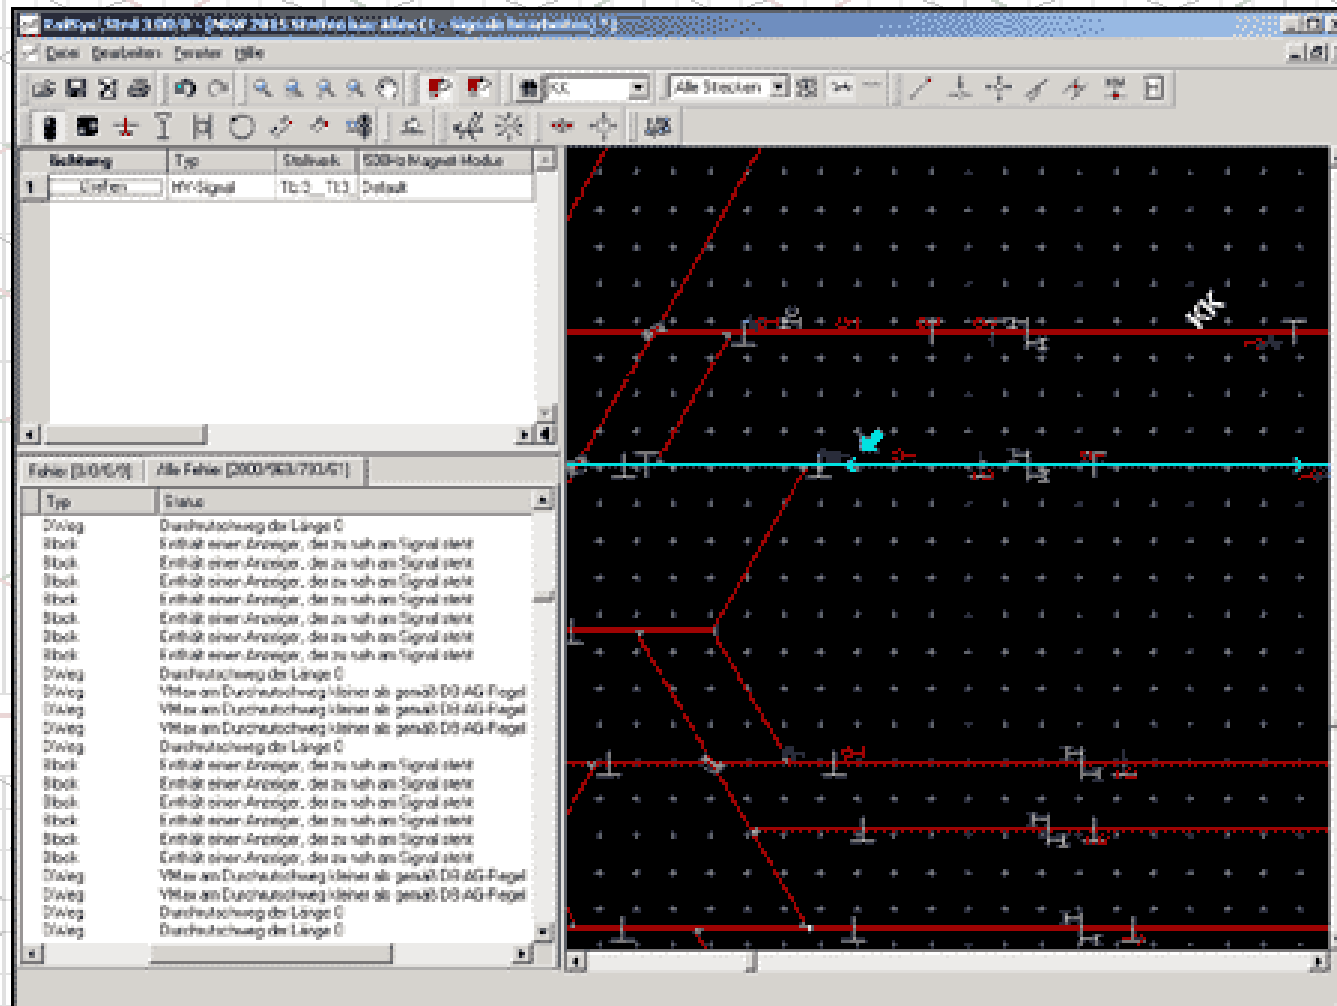 Datei Bearbeiten Fenster Hilfe
KK Alle Strecken
Richtung Typ Stellwerk 500Hz Magnet-Modus
1 HV-Signal Default
KK
Alle Fehler
Typ Status
DWeg Durchrutschweg der Länge 0
Block Enthält einen Anzeiger, der zu nah am Signal steht
Block Enthält einen Anzeiger, der zu nah am Signal steht
Block Enthält einen Anzeiger, der zu nah am Signal steht
Block Enthält einen Anzeiger, der zu nah am Signal steht
Block Enthält einen Anzeiger, der zu nah am Signal steht
Block Enthält einen Anzeiger, der zu nah am Signal steht
Block Enthält einen Anzeiger, der zu nah am Signal steht
DWeg Durchrutschweg der Länge 0
DWeg VMax am Durchrutschweg kleiner als gemäß DB-AG-Regel
DWeg VMax am Durchrutschweg kleiner als gemäß DB-AG-Regel
DWeg VMax am Durchrutschweg kleiner als gemäß DB-AG-Regel
DWeg Durchrutschweg der Länge 0
Block Enthält einen Anzeiger, der zu nah am Signal steht
Block Enthält einen Anzeiger, der zu nah am Signal steht
Block Enthält einen Anzeiger, der zu nah am Signal steht
Block Enthält einen Anzeiger, der zu nah am Signal steht
Block Enthält einen Anzeiger, der zu nah am Signal steht
Block Enthält einen Anzeiger, der zu nah am Signal steht
DWeg VMax am Durchrutschweg kleiner als gemäß DB-AG-Regel
DWeg VMax am Durchrutschweg kleiner als gemäß DB-AG-Regel
DWeg Durchrutschweg der Länge 0
DWeg Durchrutschweg der Länge 0